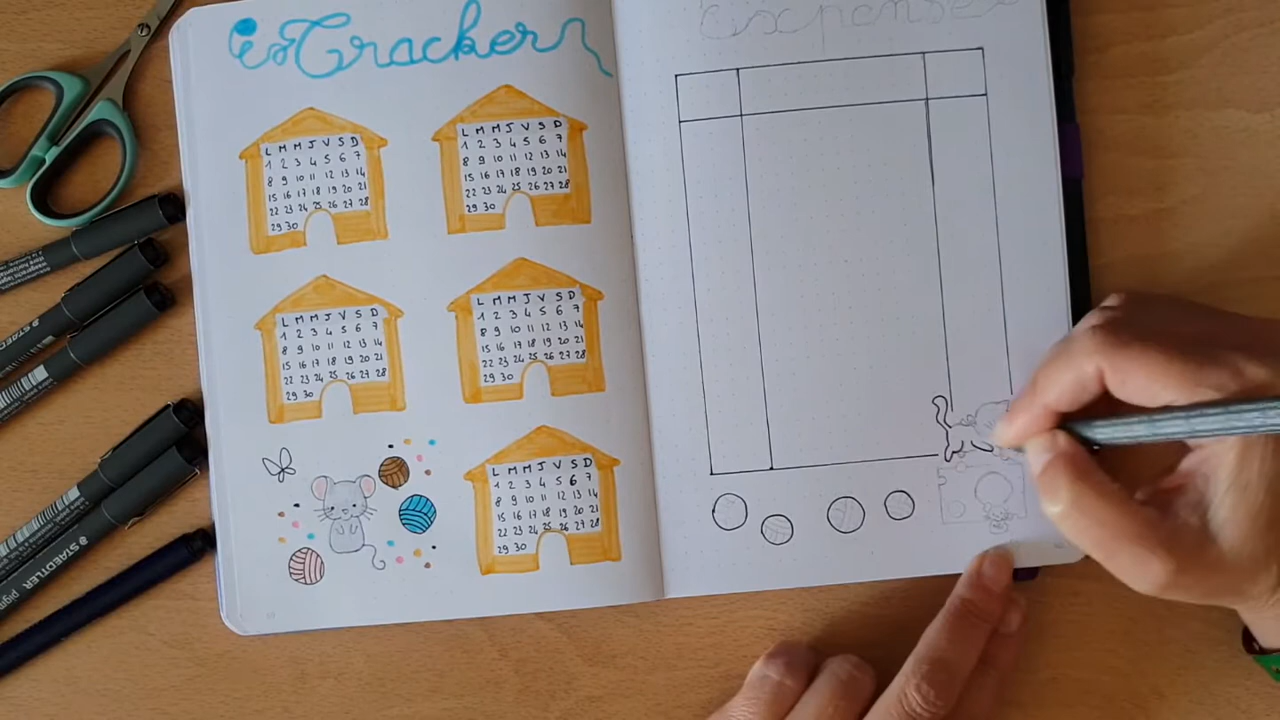 Tracker
expenses
L M M J V S D
1 2 3 4 5 6 7
8 9 10 11 12 13 14
15 16 17 18 19 20 21
22 23 24 25 26 27 28
29 30
L M M J V S D
1 2 3 4 5 6 7
8 9 10 11 12 13 14
15 16 17 18 19 20 21
22 23 24 25 26 27 28
29 30
L M M J V S D
1 2 3 4 5 6 7
8 9 10 11 12 13 14
15 16 17 18 19 20 21
22 23 24 25 26 27 28
29 30
L M M J V S D
1 2 3 4 5 6 7
8 9 10 11 12 13 14
15 16 17 18 19 20 21
22 23 24 25 26 27 28
29 30
L M M J V S D
1 2 3 4 5 6 7
8 9 10 11 12 13 14
15 16 17 18 19 20 21
22 23 24 25 26 27 28
29 30
STAEDTLER
STAEDTLER